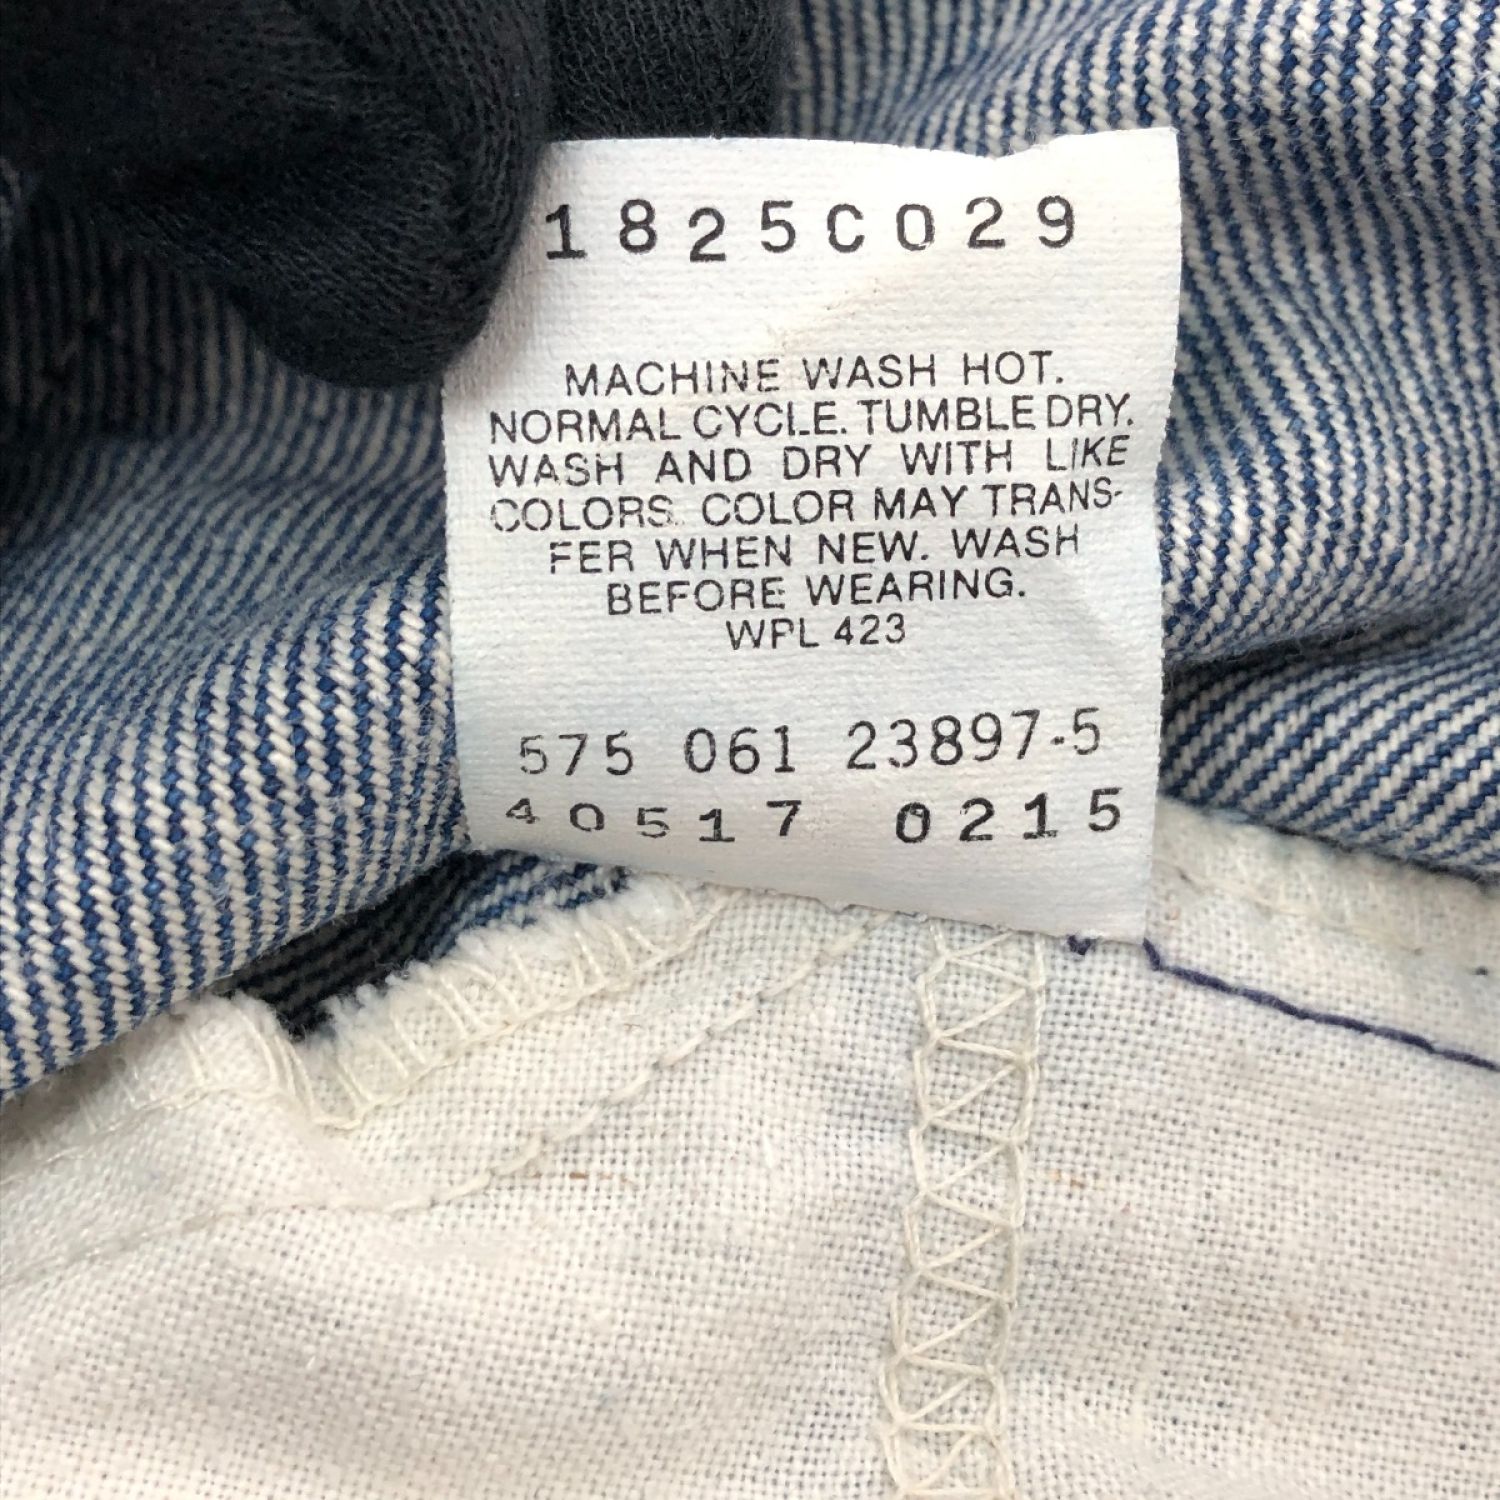 1825C029
MACHINE WASH HOT.
NORMAL CYCLE. TUMBLE DRY.
WASH AND DRY WITH LIKE
COLORS. COLOR MAY TRANS-
FER WHEN NEW. WASH
BEFORE WEARING.
WPL 423
575 061 23897-5
40517 0215